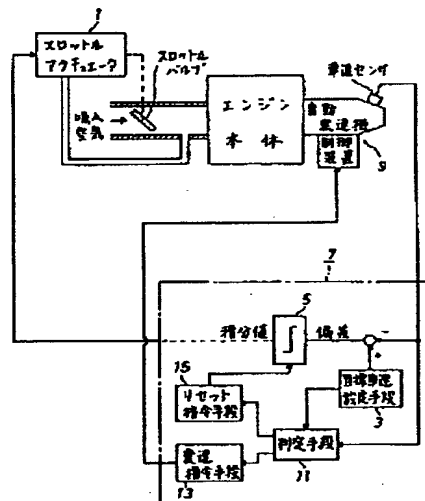 1
スロットル
アクチュエータ
スロットル
バルブ
吸入
空気
エンジン
本体
車速センサ
自動
変速機
制御
装置
9
7
5
積分値
偏差
-
+
15
リセット
指令手段
目標車速
設定手段
3
判定手段
11
変速
指令手段
13